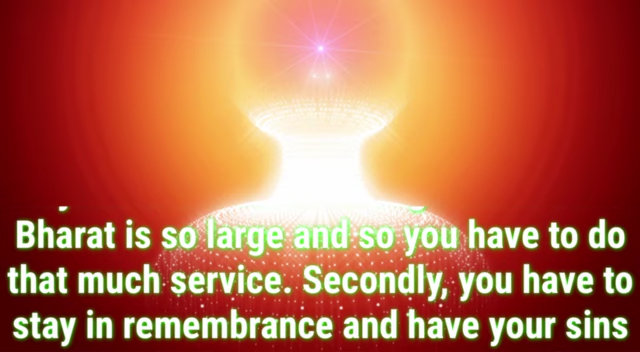 Bharat is so large and so you have to do
that much service. Secondly, you have to
stay in remembrance and have your sins